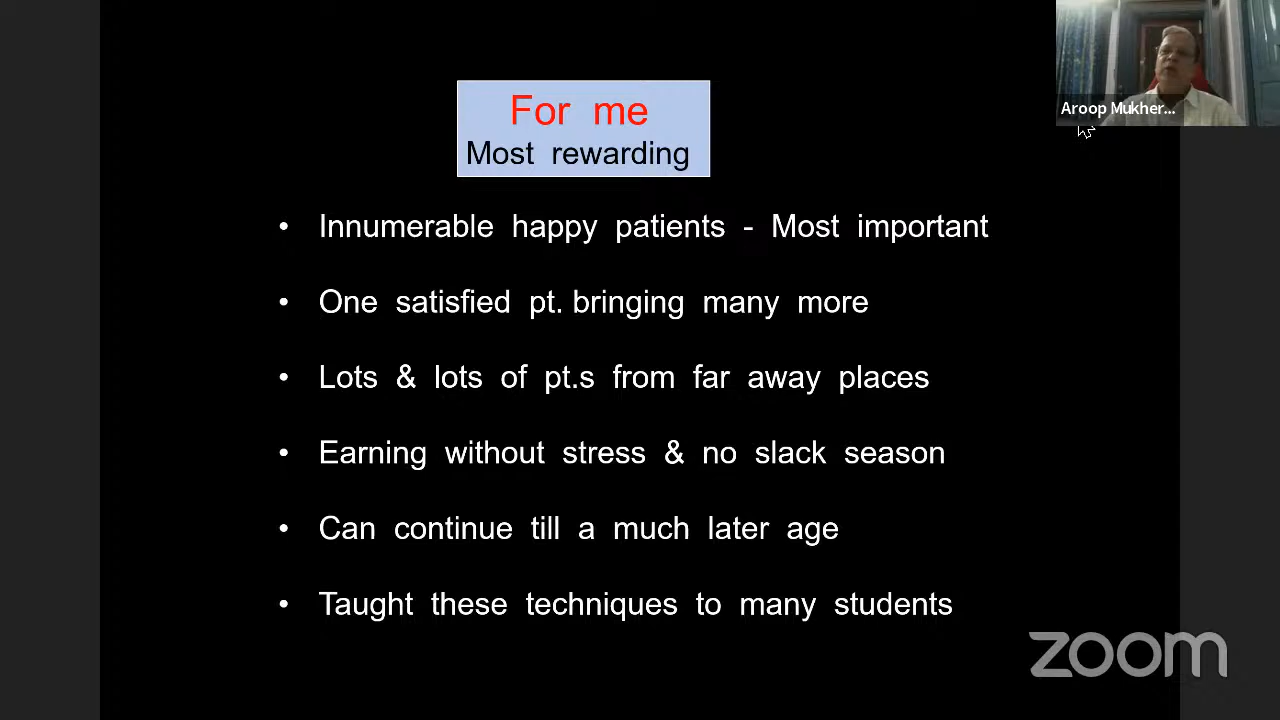 For me
Most rewarding
Aroop Mukher...
• Innumerable happy patients - Most important
• One satisfied pt. bringing many more
• Lots & lots of pt.s from far away places
• Earning without stress & no slack season
• Can continue till a much later age
• Taught these techniques to many students
zoom